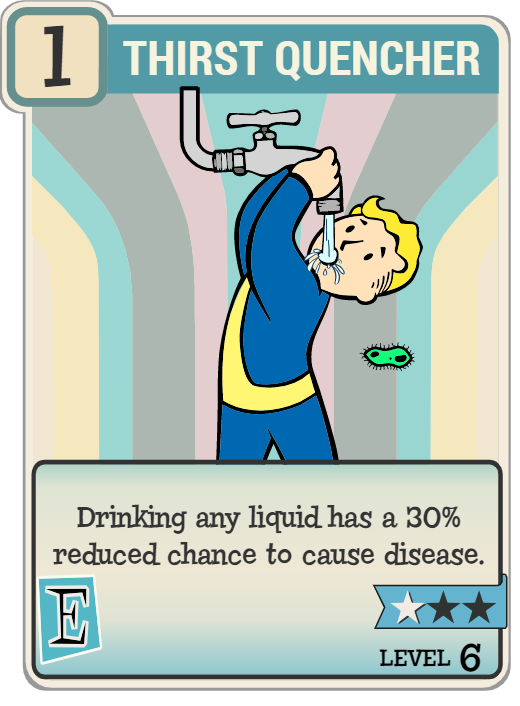 1
THIRST QUENCHER
Drinking any liquid has a 30%
reduced chance to cause disease.
E
LEVEL 6